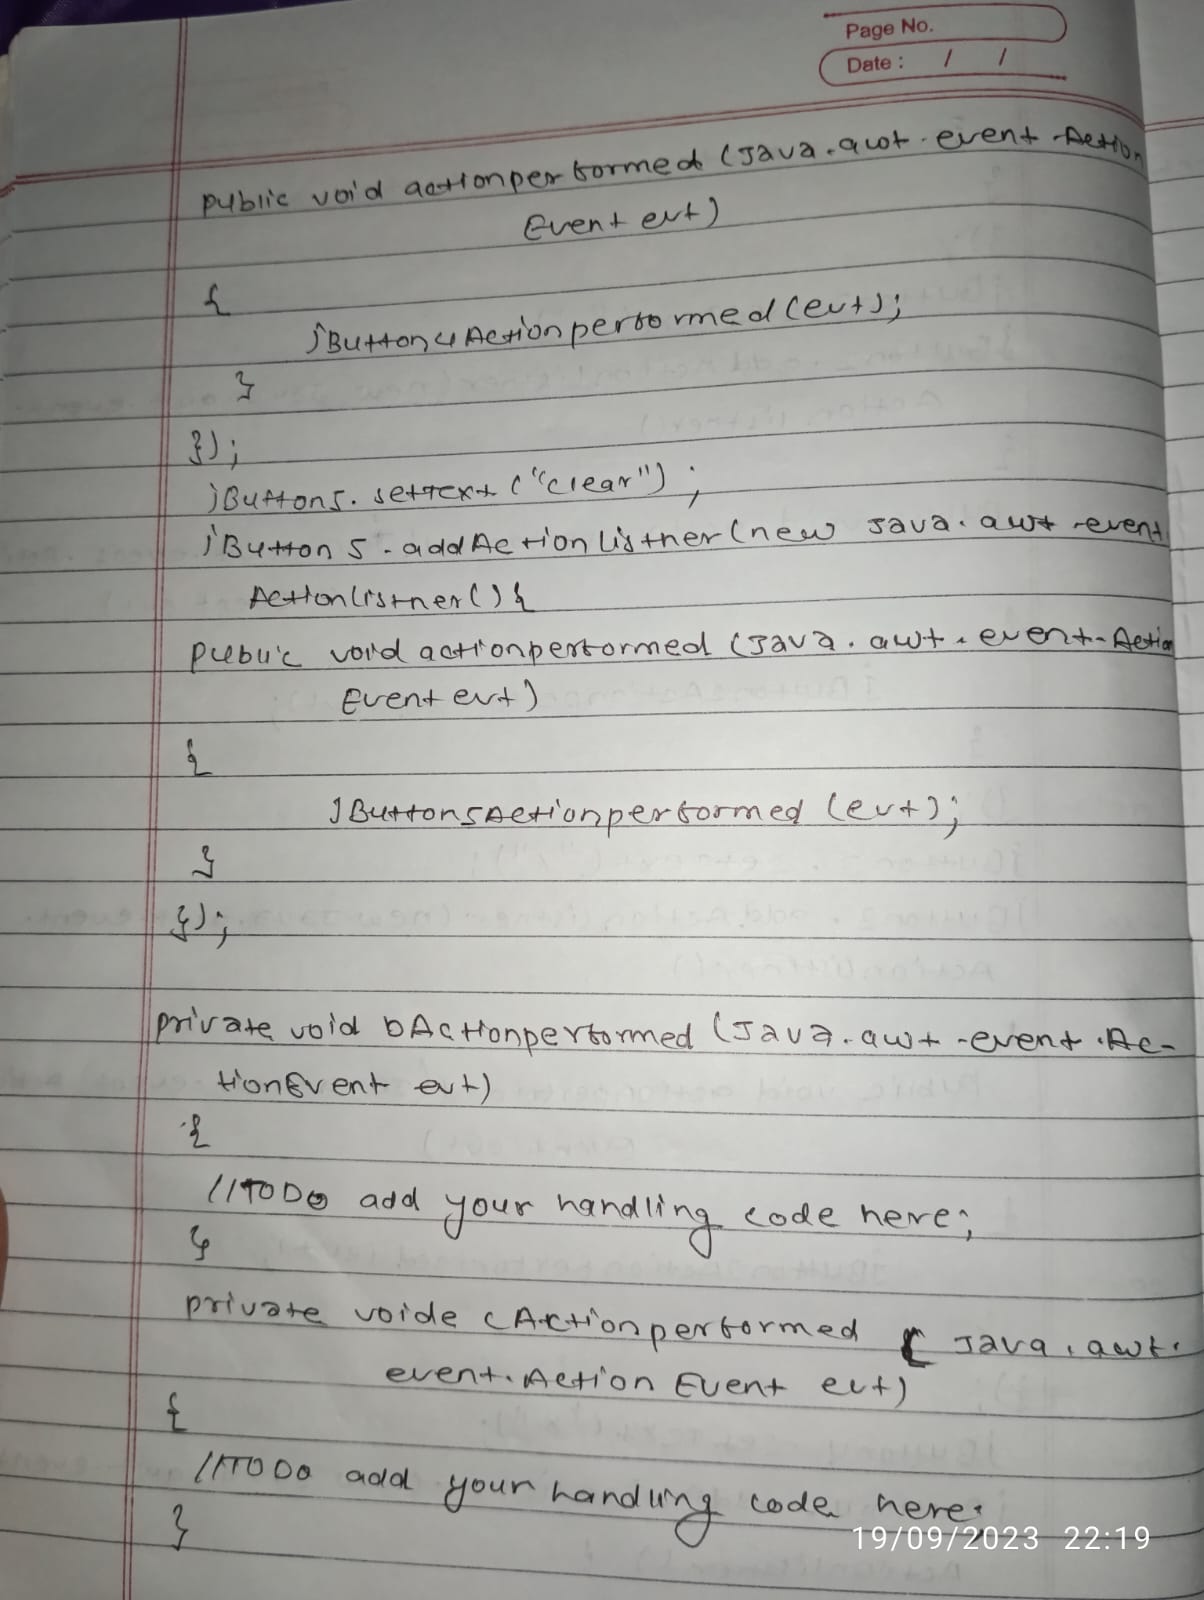 Page No.
Date : / /
public void actionperformed (Java.awt.event.Action
Event evt)
{
jButton4Actionperformed(evt);
}
});
jButton5.setText("clear");
jButton5.addActionListner(new Java.awt.event.
ActionListner(){
public void actionperformed (Java.awt.event.Action
Event evt)
{
JButton5Actionperformed (evt);
}
});
private void bActionperformed (Java.awt.event.Ac-
tionEvent evt)
{
//TODO add your handling code here;
}
private voide cActionperformed ( Java.awt.
event.Action Event evt)
{
//TODO add your handling code here.
}
19/09/2023 22:19